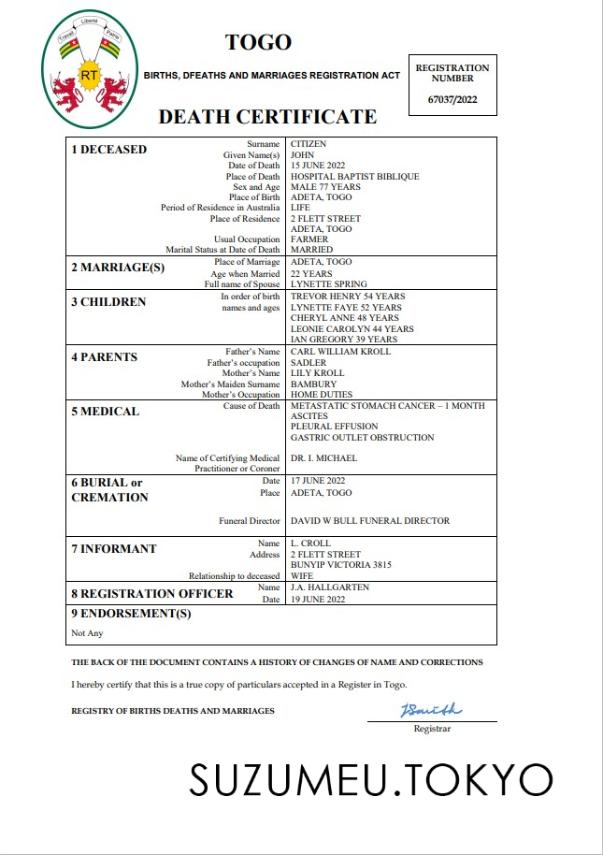 Travail Liberté Patrie
RT
TOGO
BIRTHS, DFEATHS AND MARRIAGES REGISTRATION ACT
DEATH CERTIFICATE
REGISTRATION
NUMBER
67037/2022
1 DECEASED
Surname CITIZEN
Given Name(s) JOHN
Date of Death 15 JUNE 2022
Place of Death HOSPITAL BAPTIST BIBLIQUE
Sex and Age MALE 77 YEARS
Place of Birth ADETA, TOGO
Period of Residence in Australia LIFE
Place of Residence 2 FLETT STREET
ADETA, TOGO
Usual Occupation FARMER
Marital Status at Date of Death MARRIED
2 MARRIAGE(S)
Place of Marriage ADETA, TOGO
Age when Married 22 YEARS
Full name of Spouse LYNETTE SPRING
3 CHILDREN
In order of birth TREVOR HENRY 54 YEARS
names and ages LYNETTE FAYE 52 YEARS
CHERYL ANNE 48 YEARS
LEONIE CAROLYN 44 YEARS
IAN GREGORY 39 YEARS
4 PARENTS
Father's Name CARL WILLIAM KROLL
Father's occupation SADLER
Mother's Name LILY KROLL
Mother's Maiden Surname BAMBURY
Mother's Occupation HOME DUTIES
5 MEDICAL
Cause of Death METASTATIC STOMACH CANCER – 1 MONTH
ASCITES
PLEURAL EFFUSION
GASTRIC OUTLET OBSTRUCTION
Name of Certifying Medical DR. I. MICHAEL
Practitioner or Coroner
6 BURIAL or
CREMATION
Date 17 JUNE 2022
Place ADETA, TOGO
Funeral Director DAVID W BULL FUNERAL DIRECTOR
7 INFORMANT
Name L. CROLL
Address 2 FLETT STREET
BUNYIP VICTORIA 3815
Relationship to deceased WIFE
8 REGISTRATION OFFICER
Name J.A. HALLGARTEN
Date 19 JUNE 2022
9 ENDORSEMENT(S)
Not Any
THE BACK OF THE DOCUMENT CONTAINS A HISTORY OF CHANGES OF NAME AND CORRECTIONS
I hereby certify that this is a true copy of particulars accepted in a Register in Togo.
REGISTRY OF BIRTHS DEATHS AND MARRIAGES
JSmith
Registrar
SUZUMEU.TOKYO